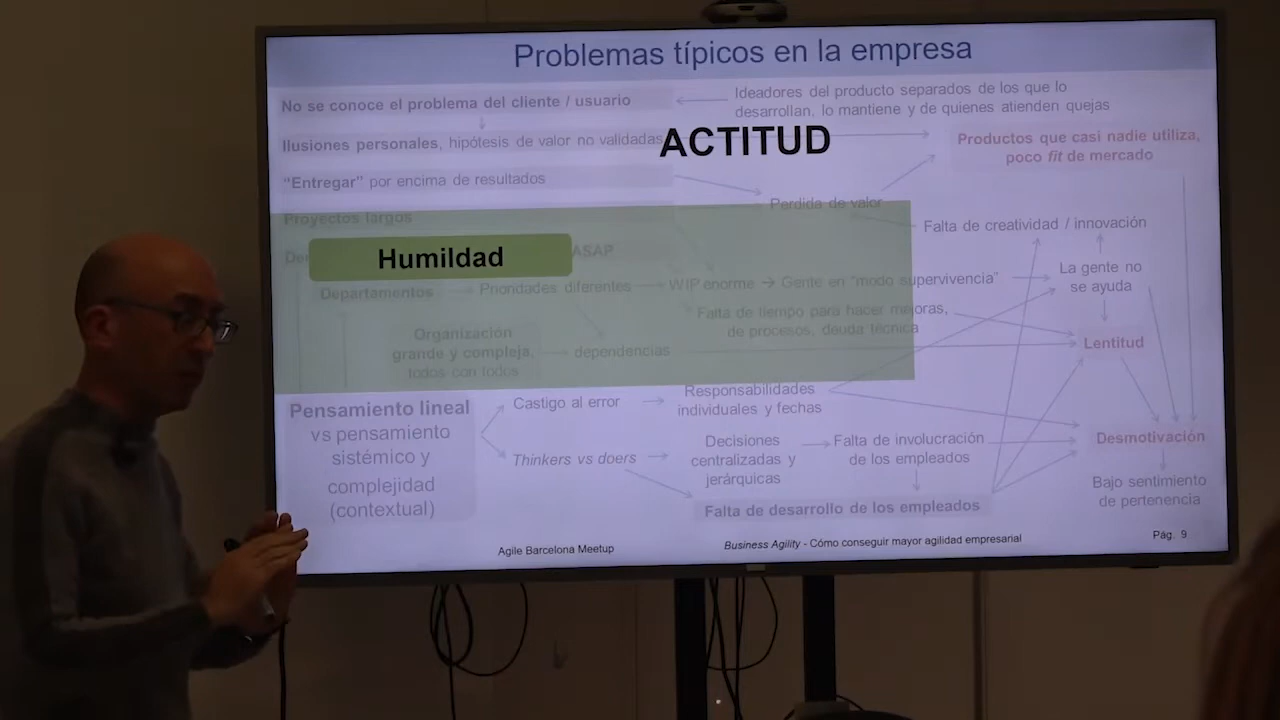 Problemas típicos en la empresa
No se conoce el problema del cliente / usuario
Ideadores del producto separados de los que lo
desarrollan, lo mantiene y de quienes atienden quejas
Ilusiones personales, hipótesis de valor no validadas
ACTITUD
Productos que casi nadie utiliza,
poco fit de mercado
“Entregar” por encima de resultados
Perdida de valor
Proyectos largos
Falta de creatividad / innovación
Humildad
ASAP
Departamentos
Prioridades diferentes
WIP enorme → Gente en “modo supervivencia”
La gente no
se ayuda
Falta de tiempo para hacer mejoras,
de procesos, deuda técnica
Organización
grande y compleja,
todos con todos
dependencias
Lentitud
Pensamiento lineal
vs pensamiento
sistémico y
complejidad
(contextual)
Castigo al error
Responsabilidades
individuales y fechas
Thinkers vs doers
Decisiones
centralizadas y
jerárquicas
Falta de involucración
de los empleados
Desmotivación
Falta de desarrollo de los empleados
Bajo sentimiento
de pertenencia
Agile Barcelona Meetup
Business Agility - Cómo conseguir mayor agilidad empresarial
Pág. 9